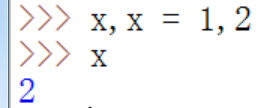 >>> x,x = 1,2
>>> x
2